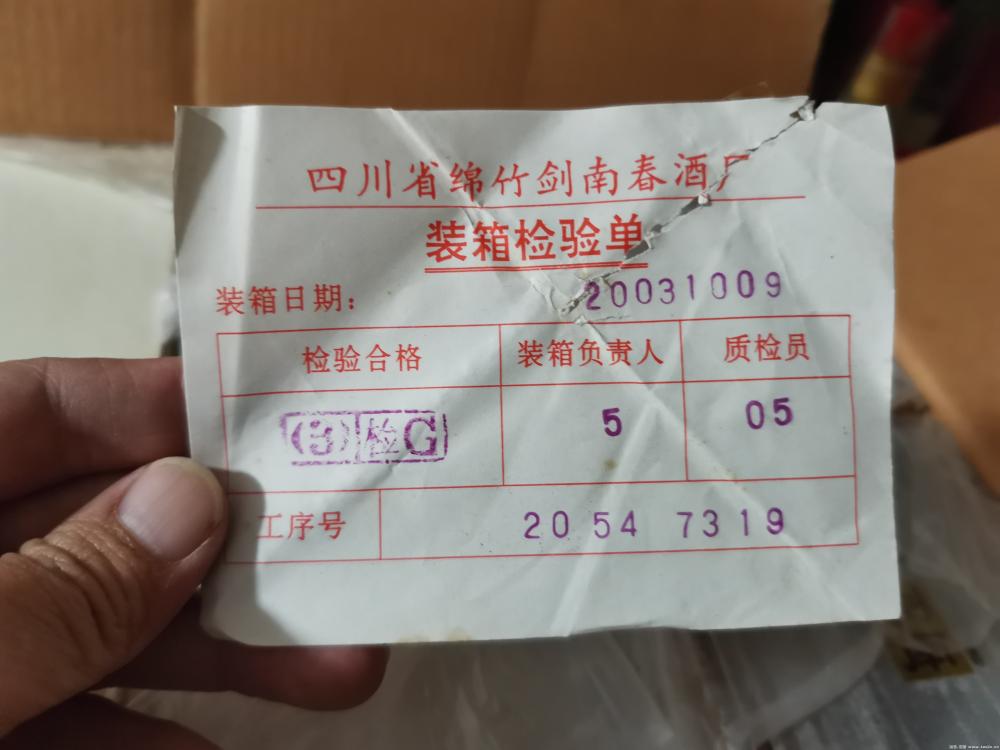 四川省绵竹剑南春酒厂
装箱检验单
装箱日期: 20031009
检验合格 装箱负责人 质检员
(3)检G 5 05
工序号 20 54 7319